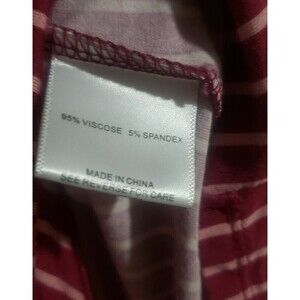 95% VISCOSE 5% SPANDEX
MADE IN CHINA
SEE REVERSE FOR CARE